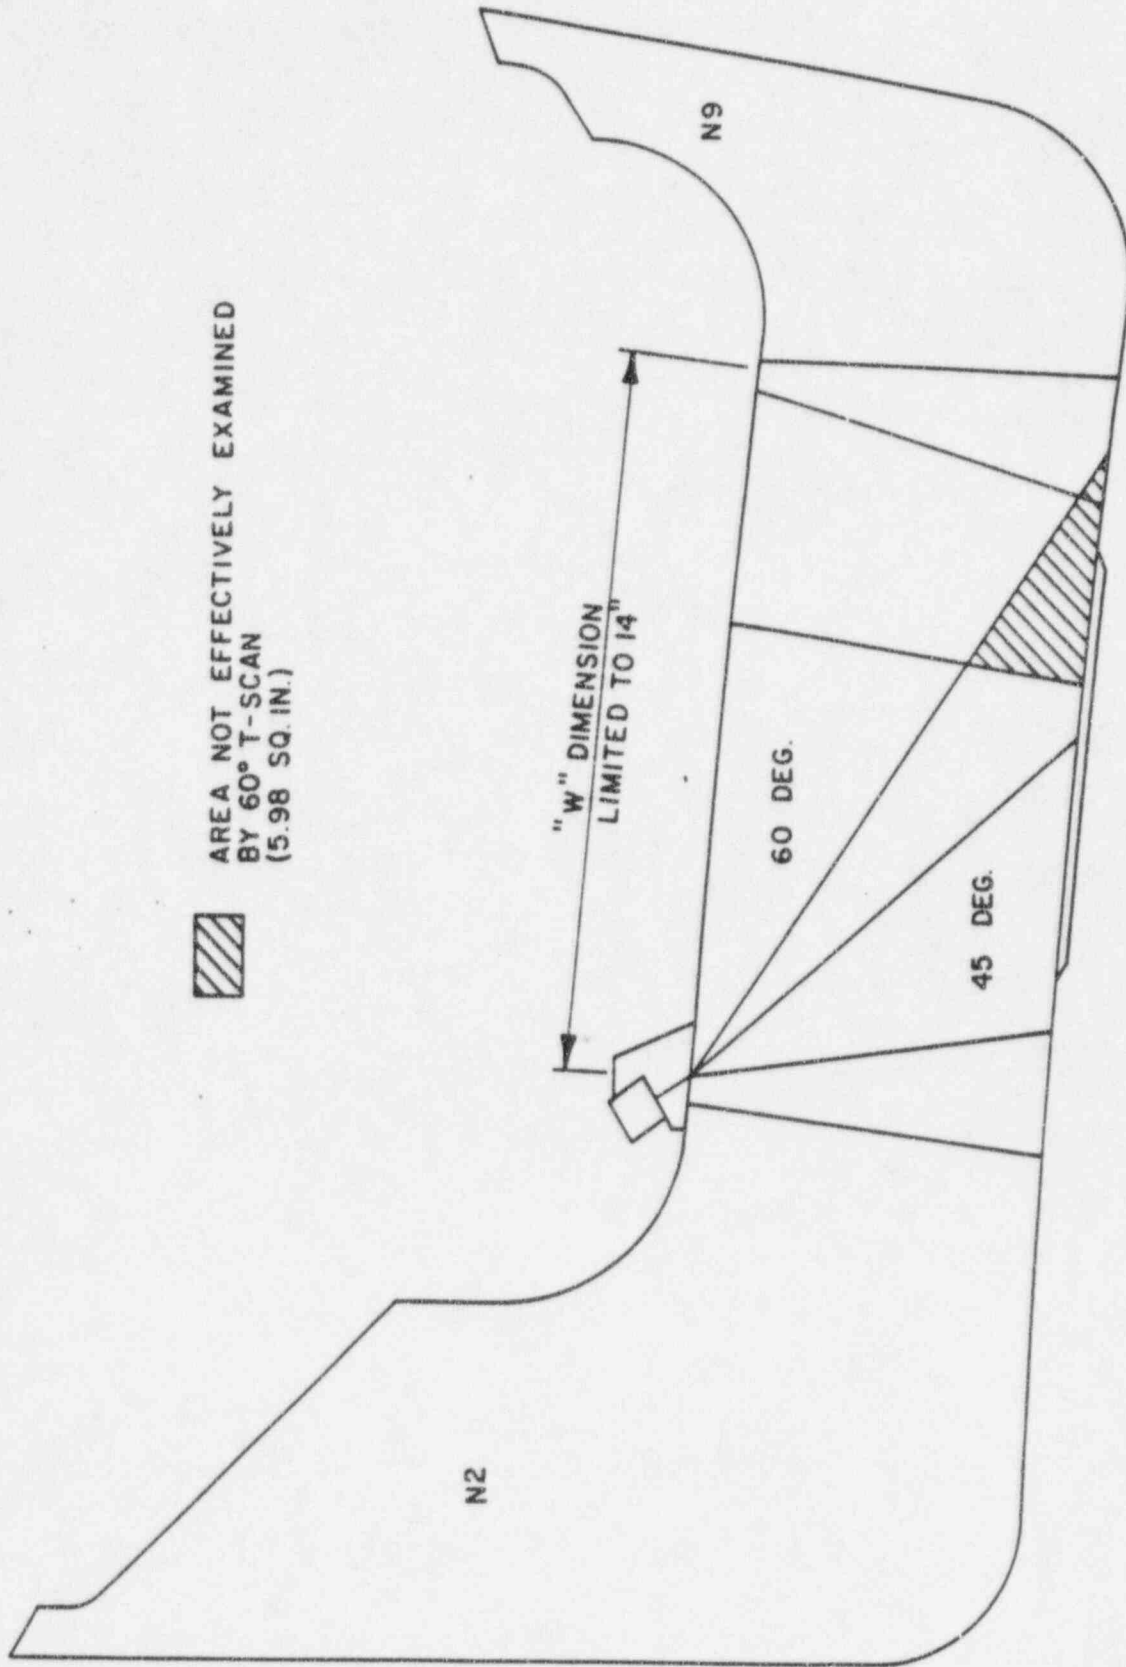 AREA NOT EFFECTIVELY EXAMINED
BY 60° T-SCAN
(5.98 SQ. IN.)
"W" DIMENSION
LIMITED TO 14"
N2
60 DEG.
45 DEG.
N9